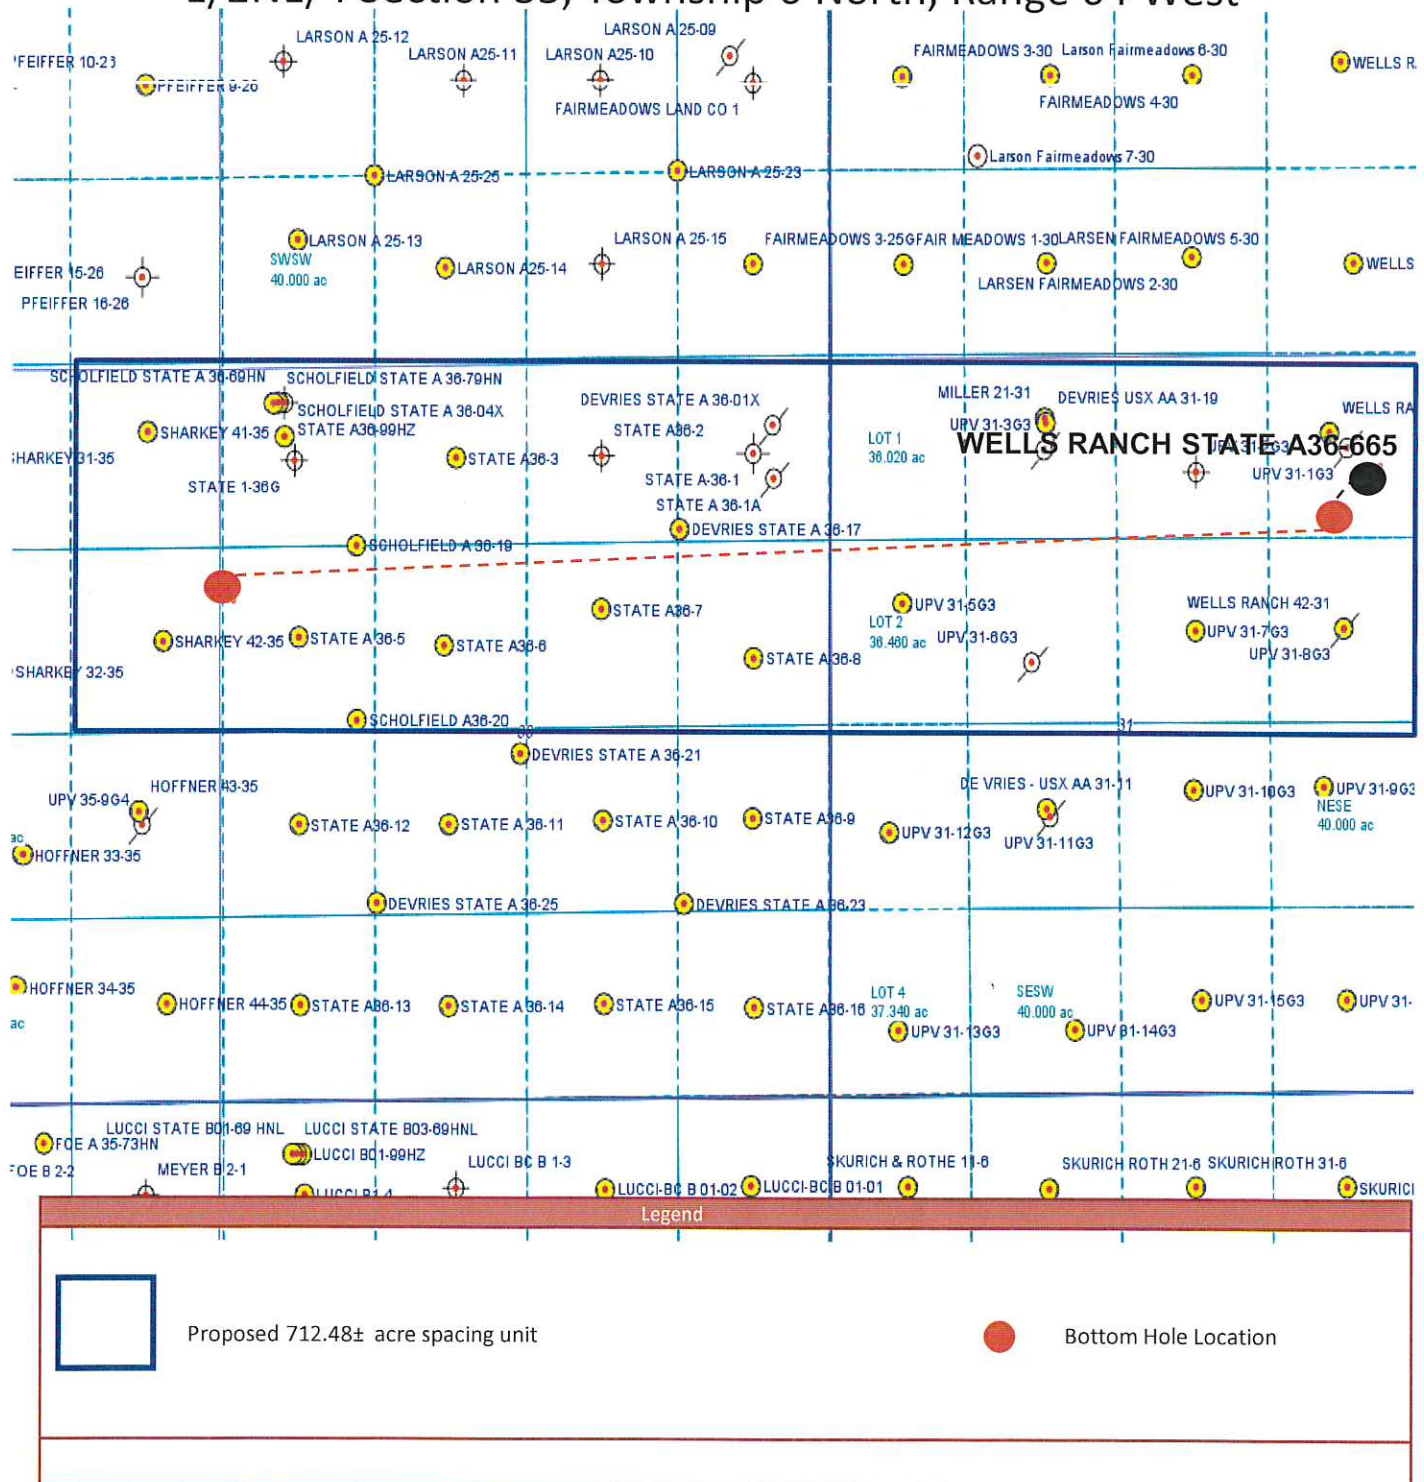 LARSON A 25-09
LARSON A 25-12
FAIRMEADOWS 3-30 Larson Fairmeadows 6-30
LARSON A25-11 LARSON A25-10
WELLS R
PFEIFFER 9-26
FAIRMEADOWS LAND CO 1
FAIRMEADOWS 4-30
Larson Fairmeadows 7-30
LARSON A 25-25
LARSON A 25-23
LARSON A 25-13
LARSON A 25-15
FAIRMEADOWS 3-25G
FAIR MEADOWS 1-30
LARSEN FAIRMEADOWS 5-30
SWSW
40.000 ac
LARSON A25-14
WELLS
EIFFER 15-26
LARSEN FAIRMEADOWS 2-30
PFEIFFER 16-26
SCHOLFIELD STATE A 36-69HN
SCHOLFIELD STATE A 36-79HN
MILLER 21-31
DEVRIES USX AA 31-19
DEVRIES STATE A 36-01X
WELLS RA
SCHOLFIELD STATE A 36-04X
UPV 31-3G3
SHARKEY 41-35
STATE A36-99HZ
STATE A36-2
LOT 1
36.020 ac
WELLS RANCH STATE A36-665
HARKEY 31-35
STATE A36-3
STATE A-36-1
UPV 31-1G3
STATE 1-36G
STATE A 36-1A
DEVRIES STATE A 36-17
SCHOLFIELD A 36-19
STATE A36-7
UPV 31-5G3
WELLS RANCH 42-31
LOT 2
36.460 ac
UPV 31-6G3
UPV 31-7G3
SHARKEY 42-35
STATE A 36-5
STATE A36-6
STATE A 36-8
UPV 31-8G3
SHARKEY 32-35
SCHOLFIELD A36-20
31
DEVRIES STATE A 36-21
HOFFNER 43-35
DE VRIES - USX AA 31-11
UPV 35-9G4
UPV 31-10G3
UPV 31-9G3
NESE
40.000 ac
ac
STATE A36-12
STATE A 36-11
STATE A 36-10
STATE A36-9
UPV 31-12G3
UPV 31-11G3
HOFFNER 33-35
DEVRIES STATE A 36-25
DEVRIES STATE A 36-23
HOFFNER 34-35
LOT 4
37.340 ac
SESW
40.000 ac
HOFFNER 44-35
STATE A36-13
STATE A 36-14
STATE A36-15
STATE A36-16
UPV 31-15G3
UPV 31-
ac
UPV 31-13G3
UPV 31-14G3
LUCCI STATE B01-69 HNL
LUCCI STATE B03-69HNL
FOE A 35-73HN
LUCCI B01-99HZ
FOE B 2-2
MEYER B 2-1
LUCCI BC B 1-3
SKURICH & ROTHE 11-6
SKURICH ROTH 21-6
SKURICH ROTH 31-6
LUCCI-BC B 01-02
LUCCI-BC B 01-01
SKURICI
Legend
Proposed 712.48± acre spacing unit
Bottom Hole Location